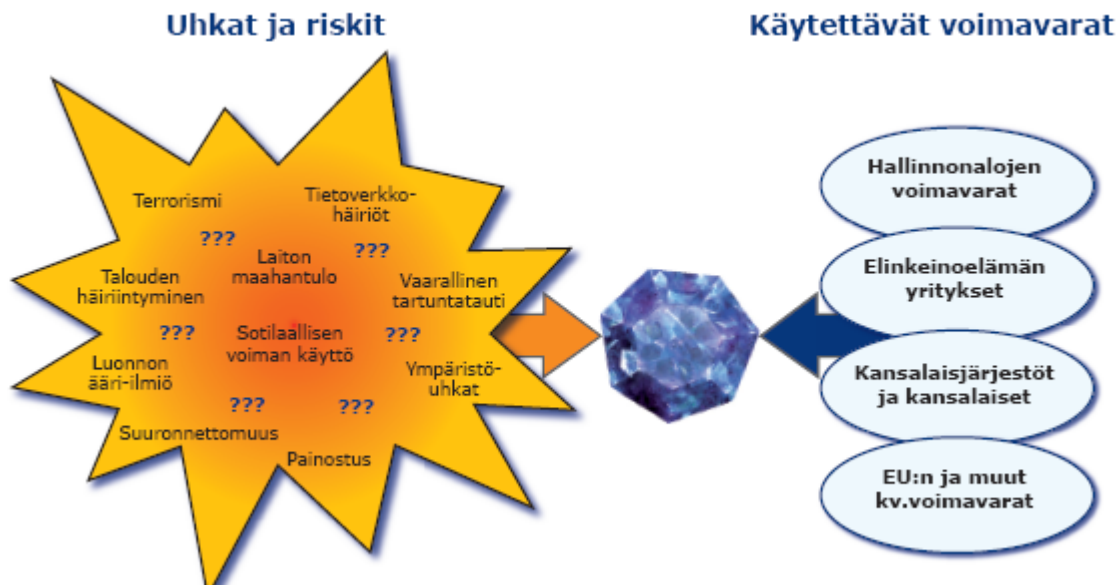 Uhkat ja riskit
Käytettävät voimavarat
Terrorismi
Tietoverkko-
häiriöt
???
???
Laiton
maahantulo
Talouden
häiriintyminen
Vaarallinen
tartuntatauti
???
Sotilaallisen
voiman käyttö
???
Luonnon
ääri-ilmiö
Ympäristö-
uhkat
???
???
Suuronnettomuus
Painostus
Hallinnonalojen
voimavarat
Elinkeinoelämän
yritykset
Kansalaisjärjestöt
ja kansalaiset
EU:n ja muut
kv.voimavarat